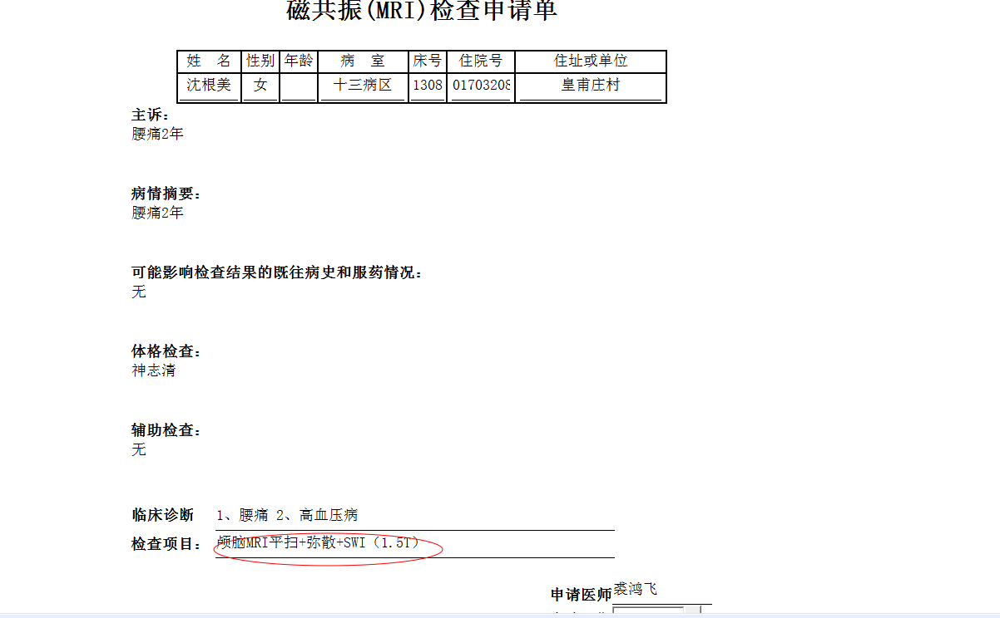 磁共振(MRI)检查申请单
姓 名 性别 年龄 病 室 床号 住院号 住址或单位
沈根美 女 十三病区 1308 01703208 皇甫庄村
主诉：
腰痛2年
病情摘要：
腰痛2年
可能影响检查结果的既往病史和服药情况：
无
体格检查：
神志清
辅助检查：
无
临床诊断 1、腰痛 2、高血压病
检查项目： 颅脑MRI平扫+弥散+SWI（1.5T）
申请医师 裘鸿飞